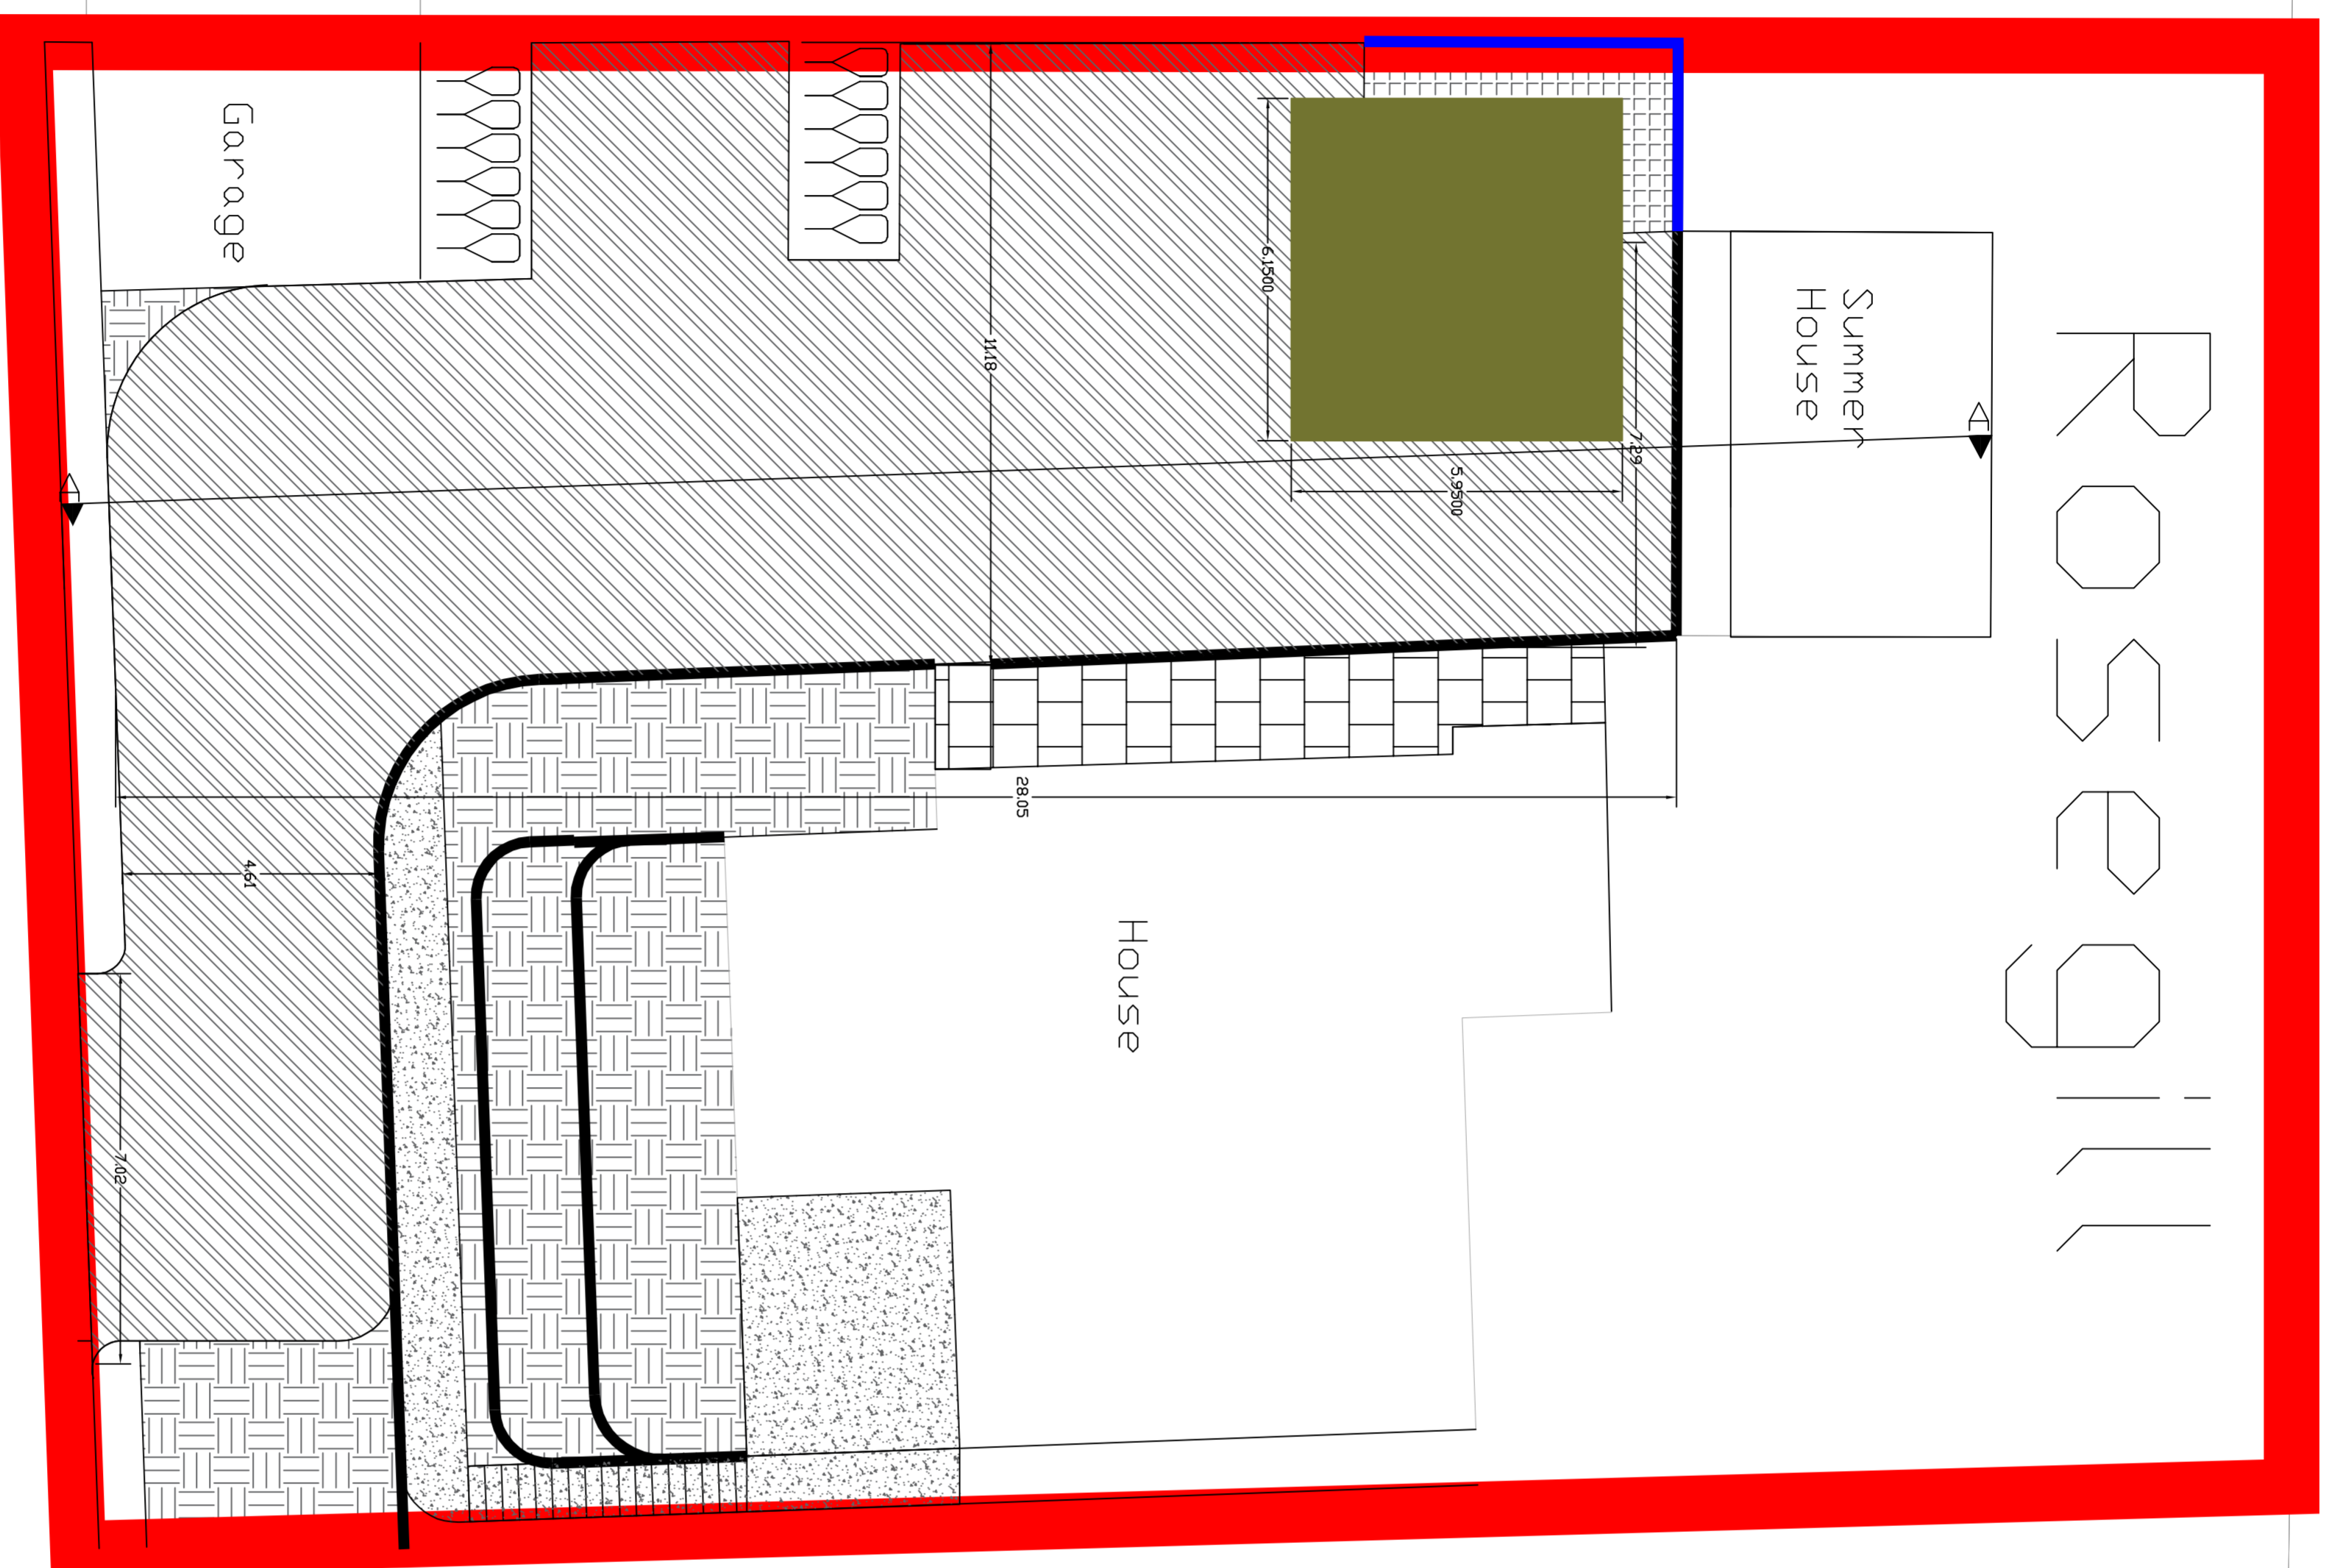 Rosegill
Summer
House
Garage
House
6.1500
11.18
7.29
5.9500
28.05
4.61
7.02
A
A